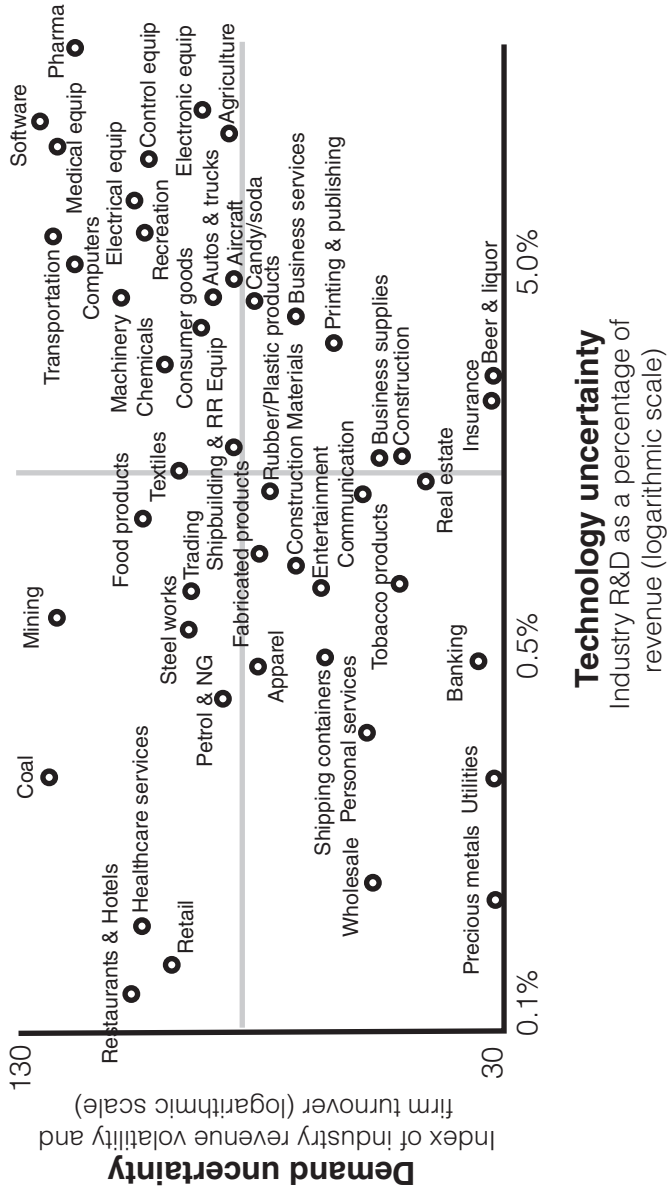 Demand uncertainty
Index of industry revenue volatility and
firm turnover (logarithmic scale)
130
30
Software
Pharma
Medical equip
Transportation
Computers
Electrical equip
Control equip
Recreation
Electronic equip
Agriculture
Machinery
Chemicals
Consumer goods
Autos & trucks
Aircraft
Candy/soda
Business services
Printing & publishing
Mining
Coal
Food products
Textiles
Shipbuilding & RR Equip
Rubber/Plastic products
Steel works
Trading
Petrol & NG
Fabricated products
Apparel
Construction Materials
Entertainment
Communication
Restaurants & Hotels
Healthcare services
Retail
Business supplies
Construction
Real estate
Insurance
Beer & liquor
Tobacco products
Shipping containers
Personal services
Wholesale
Banking
Utilities
Precious metals
0.1%
0.5%
5.0%
Technology uncertainty
Industry R&D as a percentage of
revenue (logarithmic scale)